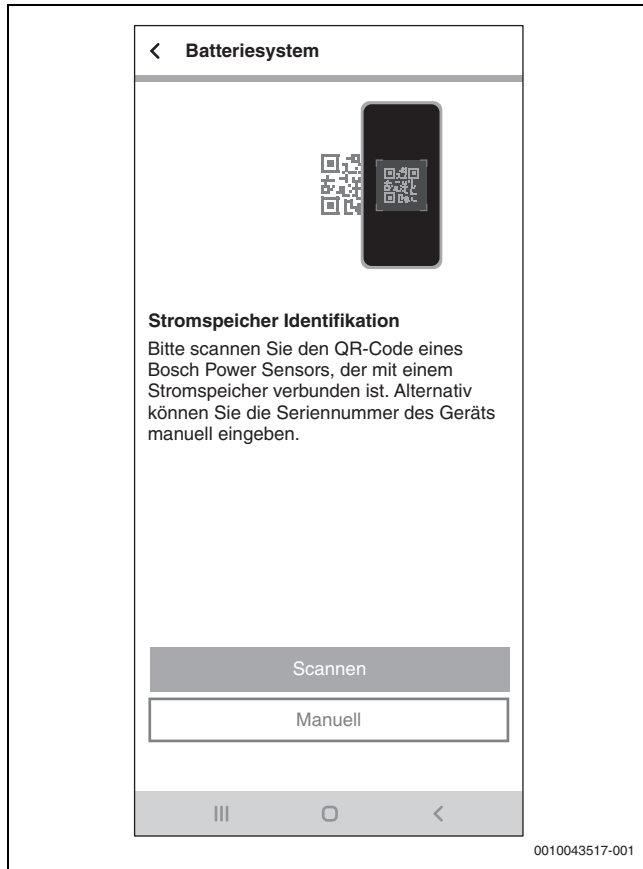 Batteriesystem
Stromspeicher Identifikation
Bitte scannen Sie den QR-Code eines
Bosch Power Sensors, der mit einem
Stromspeicher verbunden ist. Alternativ
können Sie die Seriennummer des Geräts
manuell eingeben.
Scannen
Manuell
0010043517-001